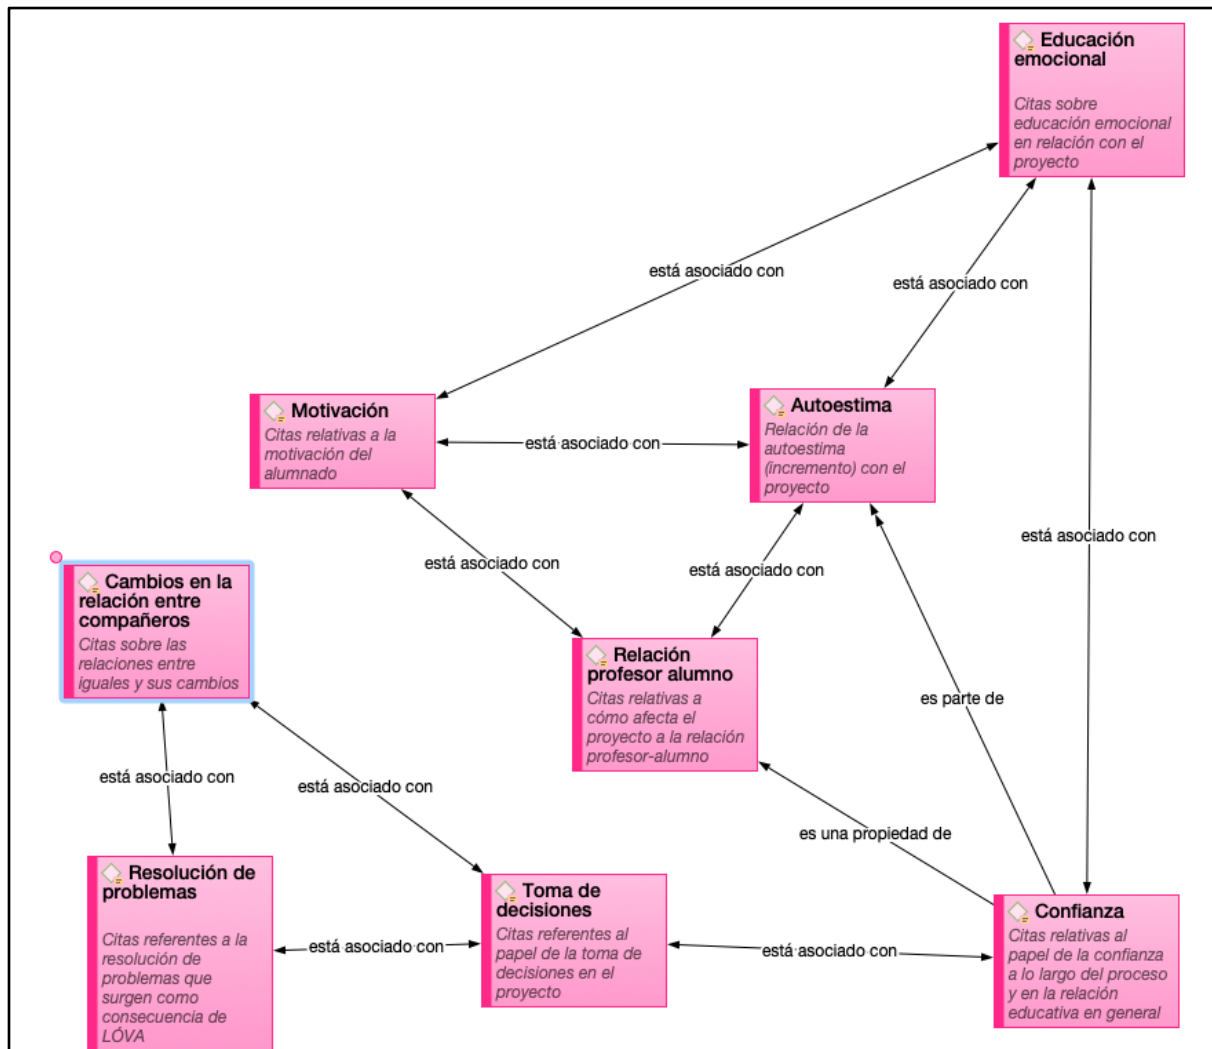 Educación
emocional
Citas sobre
educación emocional
en relación con el
proyecto
está asociado con
está asociado con
Motivación
Citas relativas a la
motivación del
alumnado
está asociado con
Autoestima
Relación de la
autoestima
(incremento) con el
proyecto
está asociado con
está asociado con
está asociado con
Cambios en la
relación entre
compañeros
Citas sobre las
relaciones entre
iguales y sus cambios
Relación
profesor alumno
Citas relativas a
cómo afecta el
proyecto a la relación
profesor-alumno
es parte de
está asociado con
está asociado con
es una propiedad de
Resolución de
problemas
Citas referentes a la
resolución de
problemas que
surgen como
consecuencia de
LÓVA
está asociado con
Toma de
decisiones
Citas referentes al
papel de la toma de
decisiones en el
proyecto
está asociado con
Confianza
Citas relativas al
papel de la confianza
a lo largo del proceso
y en la relación
educativa en general